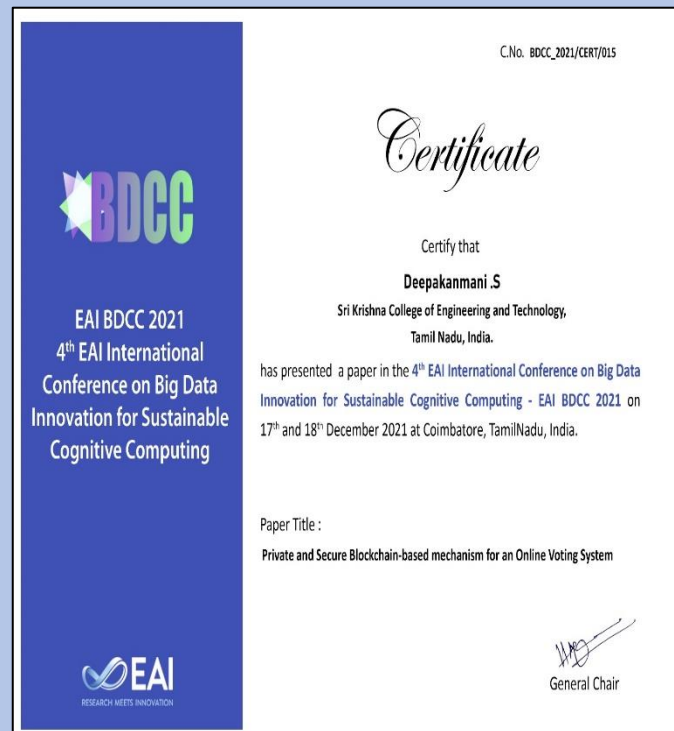 C.No. BDCC_2021/CERT/015
Certificate
BDCC
EAI BDCC 2021
4th EAI International
Conference on Big Data
Innovation for Sustainable
Cognitive Computing
EAI
RESEARCH MEETS INNOVATION
Certify that
Deepakanmani .S
Sri Krishna College of Engineering and Technology,
Tamil Nadu, India.
has presented a paper in the 4th EAI International Conference on Big Data
Innovation for Sustainable Cognitive Computing - EAI BDCC 2021 on
17th and 18th December 2021 at Coimbatore, TamilNadu, India.
Paper Title :
Private and Secure Blockchain-based mechanism for an Online Voting System
General Chair